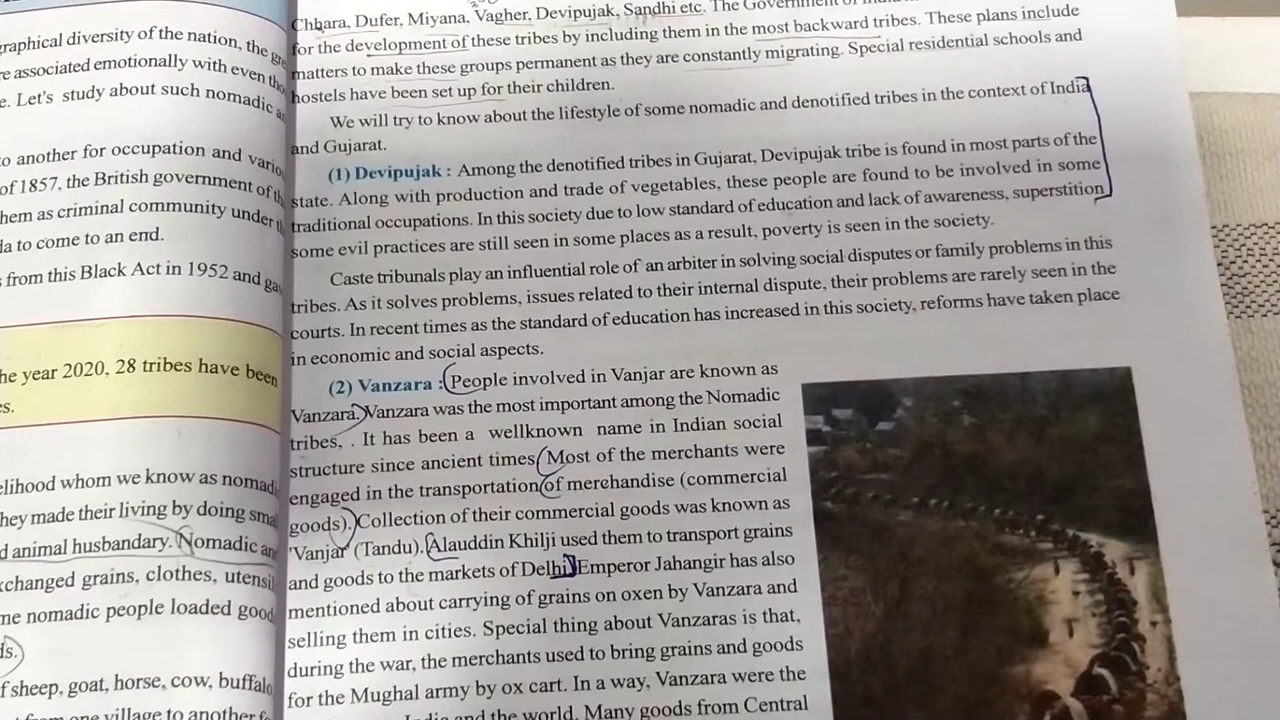 graphical diversity of the nation, the
re associated emotionally with even
e. Let's study about such nomadic
to another for occupation and
of 1857, the British government of
hem as criminal community under
la to come to an end.
from this Black Act in 1952 and
he year 2020, 28 tribes have been
es.
elihood whom we know as
They made their living by doing
d animal husbandary. Nomadic
xchanged grains, clothes,
me nomadic people loaded
ds.
f sheep, goat, horse, cow,
from one village to another
Chhara, Dufer, Miyana, Vagher, Devipujak, Sandhi etc. The Government of
for the development of these tribes by including them in the most backward tribes. These plans include
matters to make these groups permanent as they are constantly migrating. Special residential schools and
hostels have been set up for their children.
We will try to know about the lifestyle of some nomadic and denotified tribes in the context of India
and Gujarat.
(1) Devipujak : Among the denotified tribes in Gujarat, Devipujak tribe is found in most parts of the
state. Along with production and trade of vegetables, these people are found to be involved in some
traditional occupations. In this society due to low standard of education and lack of awareness, superstition
some evil practices are still seen in some places as a result, poverty is seen in the society.
Caste tribunals play an influential role of an arbiter in solving social disputes or family problems in this
tribes. As it solves problems, issues related to their internal dispute, their problems are rarely seen in the
courts. In recent times as the standard of education has increased in this society, reforms have taken place
in economic and social aspects.
(2) Vanzara : People involved in Vanjar are known as
Vanzara. Vanzara was the most important among the Nomadic
tribes, . It has been a wellknown name in Indian social
structure since ancient times. Most of the merchants were
engaged in the transportation of merchandise (commercial
goods). Collection of their commercial goods was known as
'Vanjar' (Tandu). Alauddin Khilji used them to transport grains
and goods to the markets of Delhi. Emperor Jahangir has also
mentioned about carrying of grains on oxen by Vanzara and
selling them in cities. Special thing about Vanzaras is that,
during the war, the merchants used to bring grains and goods
for the Mughal army by ox cart. In a way, Vanzara were the
India and the world. Many goods from Central